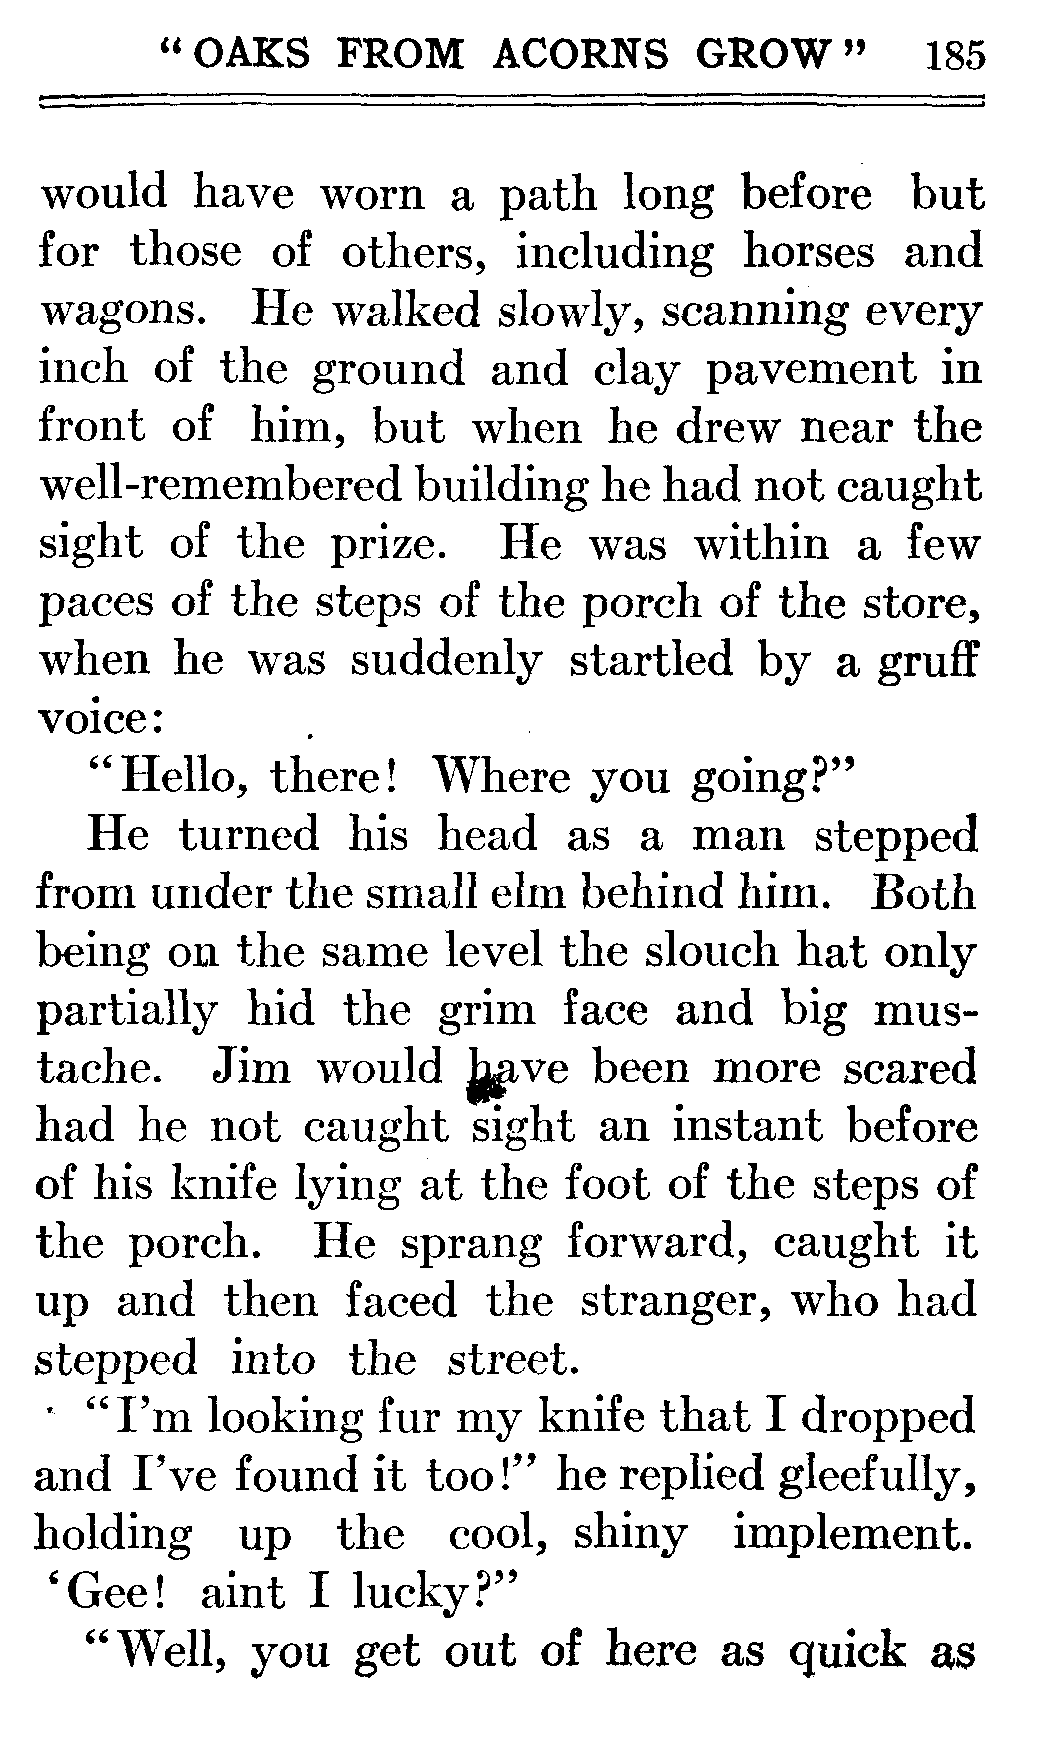 “ OAKS FROM ACORNS GROW ” 185
would have worn a path long before but
for those of others, including horses and
wagons. He walked slowly, scanning every
inch of the ground and clay pavement in
front of him, but when he drew near the
well-remembered building he had not caught
sight of the prize. He was within a few
paces of the steps of the porch of the store,
when he was suddenly startled by a gruff
voice:
“Hello, there! Where you going?”
He turned his head as a man stepped
from under the small elm behind him. Both
being on the same level the slouch hat only
partially hid the grim face and big mus-
tache. Jim would have been more scared
had he not caught sight an instant before
of his knife lying at the foot of the steps of
the porch. He sprang forward, caught it
up and then faced the stranger, who had
stepped into the street.
“I’m looking fur my knife that I dropped
and I’ve found it too!” he replied gleefully,
holding up the cool, shiny implement.
‘Gee! aint I lucky?”
“Well, you get out of here as quick as